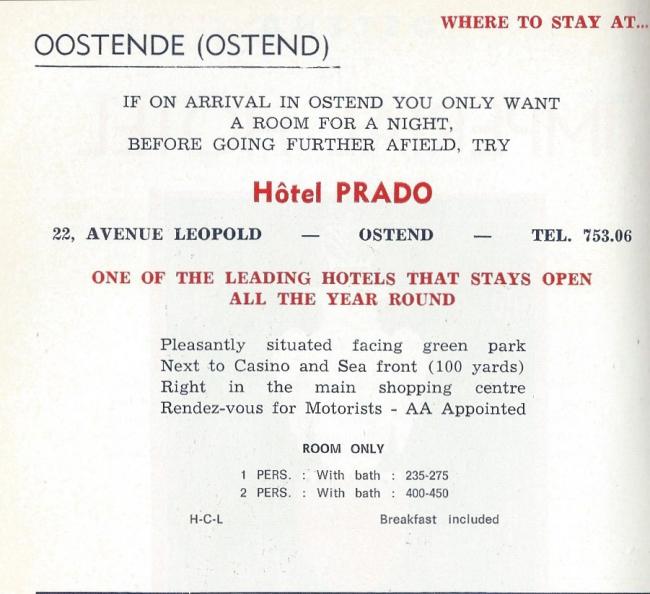 WHERE TO STAY AT...
OOSTENDE (OSTEND)
IF ON ARRIVAL IN OSTEND YOU ONLY WANT
A ROOM FOR A NIGHT,
BEFORE GOING FURTHER AFIELD, TRY
Hôtel PRADO
22, AVENUE LEOPOLD — OSTEND — TEL. 753.06
ONE OF THE LEADING HOTELS THAT STAYS OPEN
ALL THE YEAR ROUND
Pleasantly situated facing green park
Next to Casino and Sea front (100 yards)
Right in the main shopping centre
Rendez-vous for Motorists - AA Appointed
ROOM ONLY
1 PERS. : With bath : 235-275
2 PERS. : With bath : 400-450
H-C-L Breakfast included